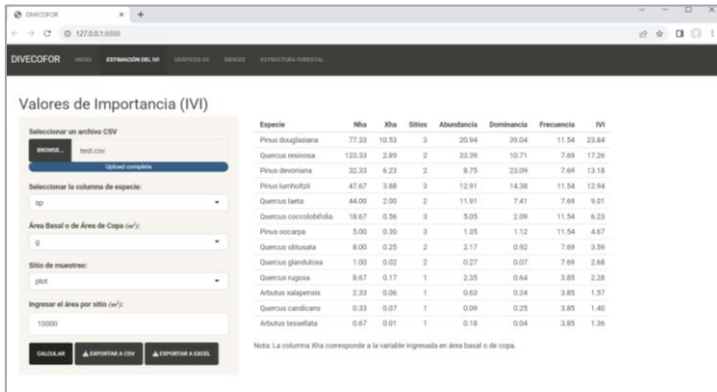 DIVECOFOR
127.0.0.1:8888
DIVECOFOR INICIO ESTIMACIÓN DEL IVI GRÁFICOS IVI ÍNDICES ESTRUCTURA FORESTAL
Valores de Importancia (IVI)
Seleccionar un archivo CSV
BROWSE... test.csv
Upload complete
Seleccionar la columna de especie:
sp
Área Basal o de Área de Copa (m²):
g
Sitio de muestreo:
plot
Ingresar el área por sitio (m²):
10000
CALCULAR EXPORTAR A CSV EXPORTAR A EXCEL
Especie Nha Xha Sitios Abundancia Dominancia Frecuencia IVI
Pinus douglasiana 77.33 10.53 3 20.94 39.04 11.54 23.84
Quercus resinosa 123.33 2.89 2 33.39 10.71 7.69 17.26
Pinus devoniana 32.33 6.23 2 8.75 23.09 7.69 13.18
Pinus lumholtzii 47.67 3.88 3 12.91 14.38 11.54 12.94
Quercus laeta 44.00 2.00 2 11.91 7.41 7.69 9.01
Quercus coccolobifolia 18.67 0.56 3 5.05 2.09 11.54 6.23
Pinus oocarpa 5.00 0.30 3 1.35 1.12 11.54 4.67
Quercus obtusata 8.00 0.25 2 2.17 0.92 7.69 3.59
Quercus glandulosa 1.00 0.02 2 0.27 0.07 7.69 2.68
Quercus rugosa 8.67 0.17 1 2.35 0.64 3.85 2.28
Arbutus xalapensis 2.33 0.06 1 0.63 0.24 3.85 1.57
Quercus candicans 0.33 0.07 1 0.09 0.25 3.85 1.40
Arbutus tessellata 0.67 0.01 1 0.18 0.04 3.85 1.36
Nota: La columna Xha corresponde a la variable ingresada en área basal o de copa.